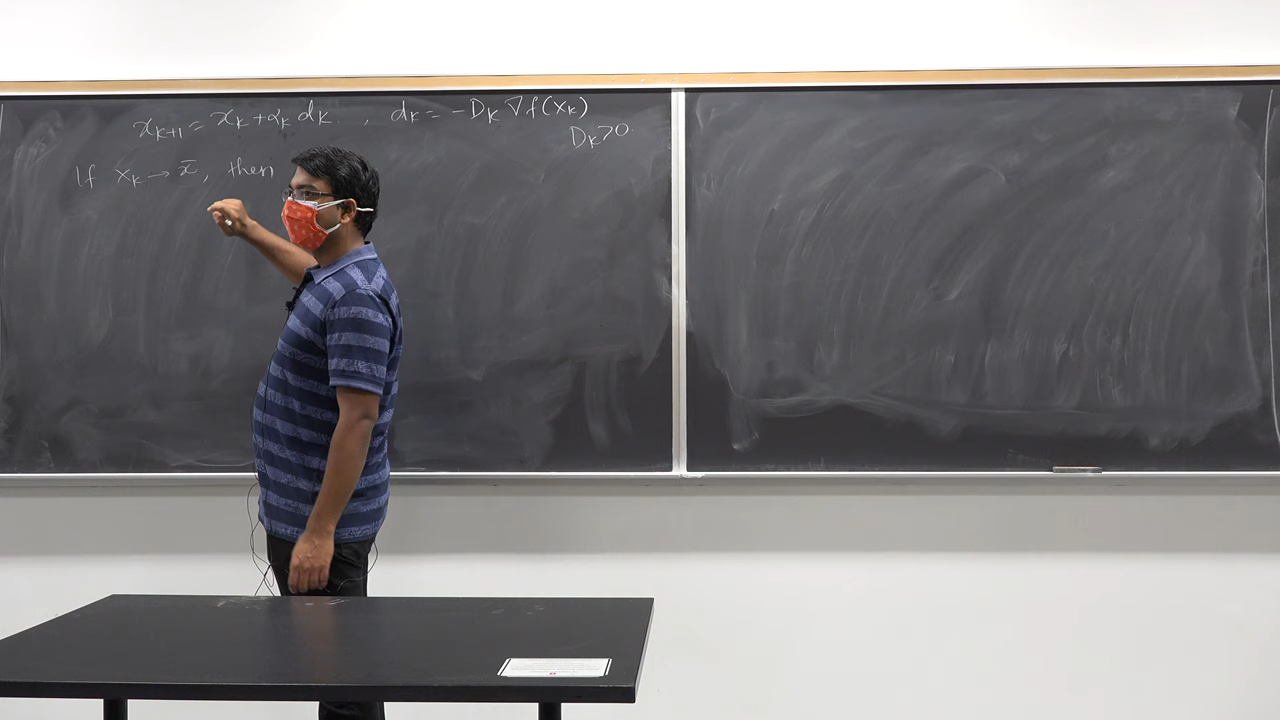 x_{k+1} = x_k + α_k d_k , d_k = -D_k ∇f(x_k)
D_k > 0.
If x_k → x̄, then